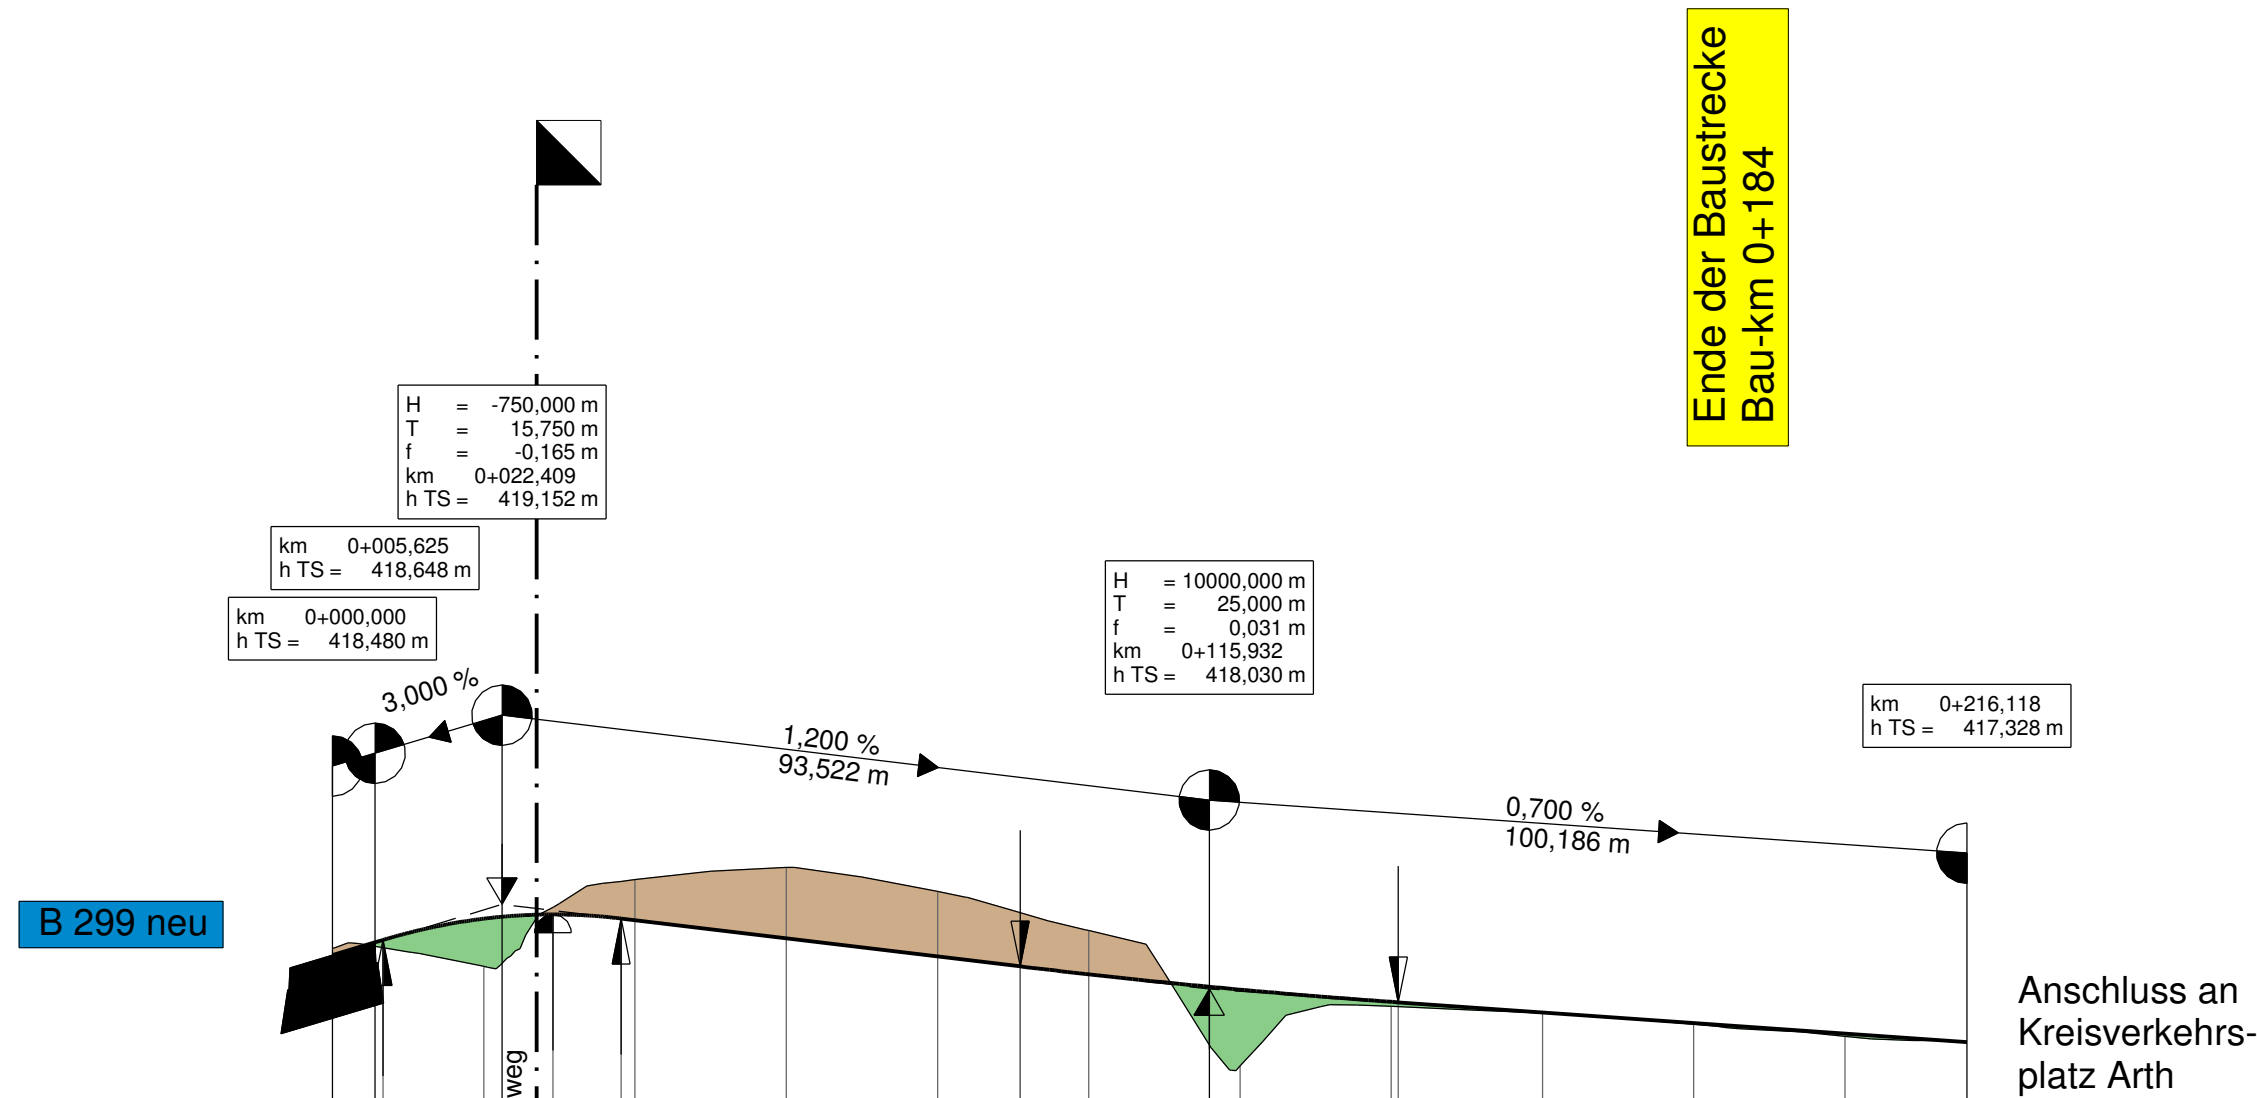 Ende der Baustrecke
Bau-km 0+184
H = -750,000 m
T = 15,750 m
f = -0,165 m
km 0+022,409
h TS = 419,152 m
km 0+005,625
h TS = 418,648 m
km 0+000,000
h TS = 418,480 m
H = 10000,000 m
T = 25,000 m
f = 0,031 m
km 0+115,932
h TS = 418,030 m
km 0+216,118
h TS = 417,328 m
3,000 %
1,200 %
93,522 m
0,700 %
100,186 m
B 299 neu
weg
Anschluss an
Kreisverkehrs-
platz Arth